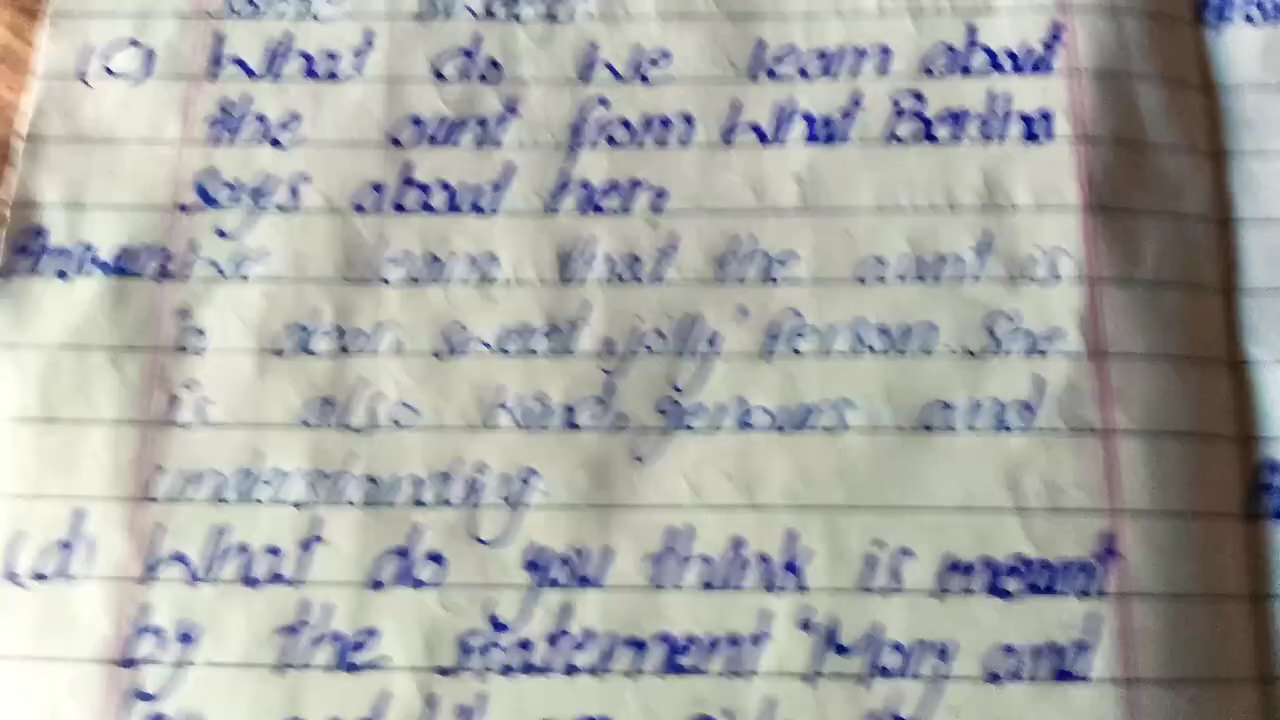 (c) What do we learn about
the aunt from what Bertha
says about her?
Answer: We learn that the aunt is
a dear sweet jolly person. She
is also kind, generous and
understanding
(d) What do you think is meant
by the statement "Mary and